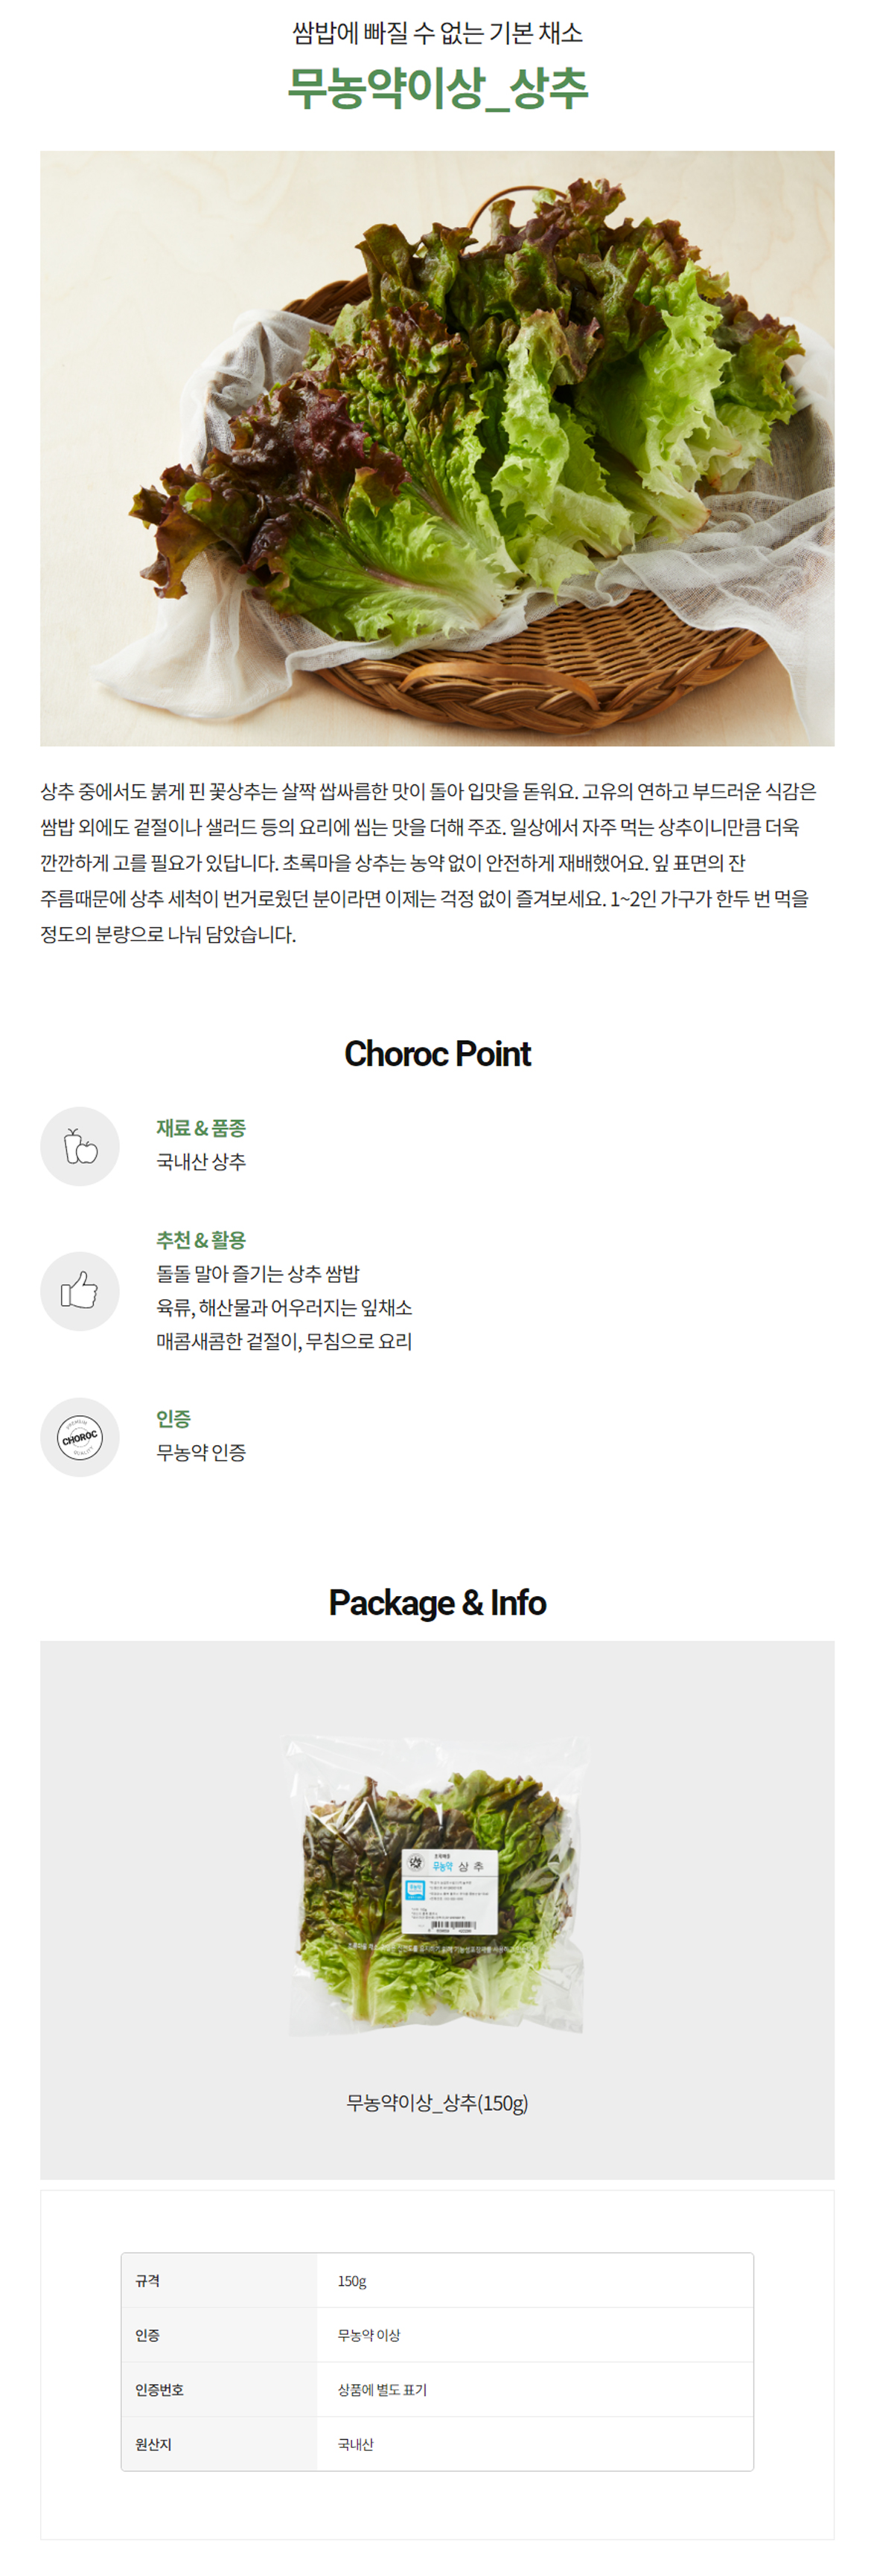 쌈밥에 빠질 수 없는 기본 채소
무농약이상_상추
상추 중에서도 붉게 핀 꽃상추는 살짝 쌉싸름한 맛이 돌아 입맛을 돋워요. 고유의 연하고 부드러운 식감은
쌈밥 외에도 겉절이나 샐러드 등의 요리에 씹는 맛을 더해 주죠. 일상에서 자주 먹는 상추이니만큼 더욱
깐깐하게 고를 필요가 있답니다. 초록마을 상추는 농약 없이 안전하게 재배했어요. 잎 표면의 잔
주름때문에 상추 세척이 번거로웠던 분이라면 이제는 걱정 없이 즐겨보세요. 1~2인 가구가 한두 번 먹을
정도의 분량으로 나눠 담았습니다.
Choroc Point
재료 & 품종
국내산 상추
추천 & 활용
돌돌 말아 즐기는 상추 쌈밥
육류, 해산물과 어우러지는 잎채소
매콤새콤한 겉절이, 무침으로 요리
PREMIUM
CHOROC
QUALITY
인증
무농약 인증
Package & Info
무농약 상추
무농약이상_상추(150g)
규격 150g
인증 무농약 이상
인증번호 상품에 별도 표기
원산지 국내산